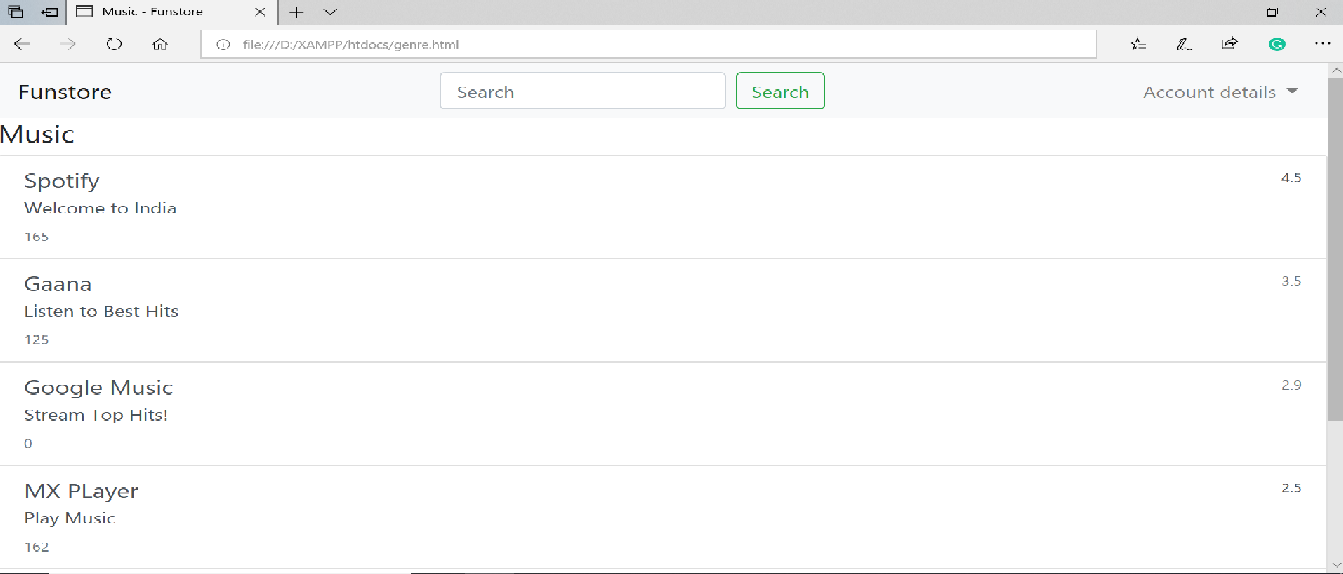 Music - Funstore
file:///D:/XAMPP/htdocs/genre.html
Funstore Search Search Account details
Music
Spotify 4.5
Welcome to India
165
Gaana 3.5
Listen to Best Hits
125
Google Music 2.9
Stream Top Hits!
0
MX PLayer 2.5
Play Music
162